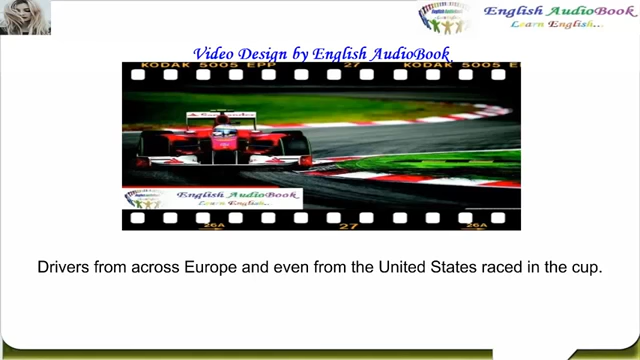 English AudioBook
Learn English...
Video Design by English AudioBook
KODAK 5005 EPP
27
KODAK 5005 E
Santander
English AudioBook
Learn English...
26A
27
26A
Drivers from across Europe and even from the United States raced in the cup.